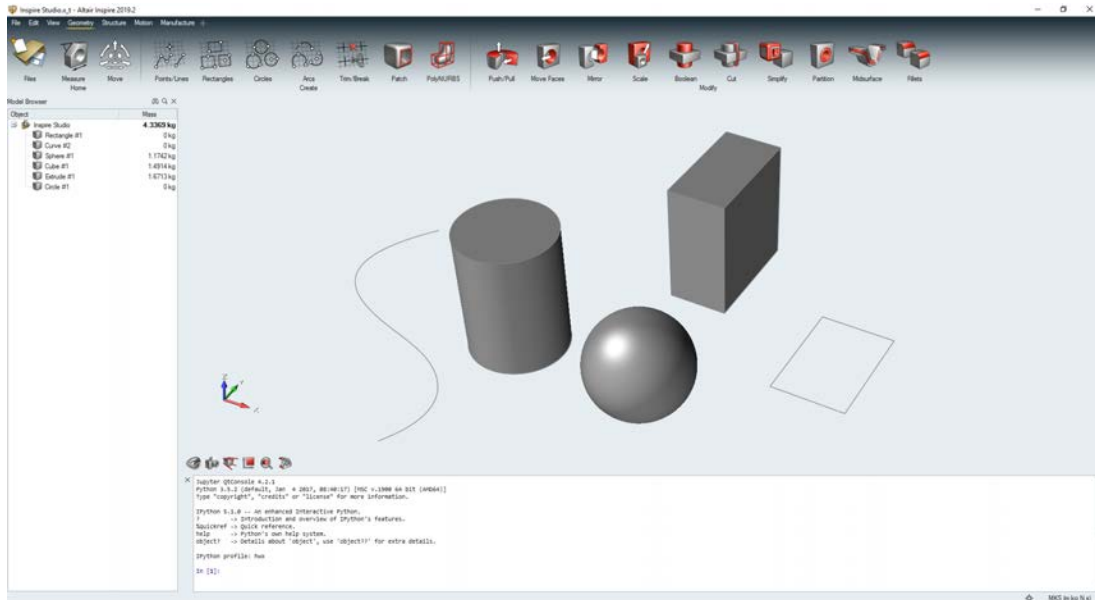 Inspire Studio.x_t - Altair Inspire 2019.2
File Edit View Geometry Structure Motion Manufacture +
Files Measure Move Points/Lines Rectangles Circles Arcs Trim/Break Patch PolyNURBS Push/Pull Move Faces Mirror Scale Boolean Cut Simplify Partition Midsurface Fillets
Home Create Modify
Model Browser
Object Mass
Inspire Studio 4.3369 kg
Rectangle #1 0 kg
Curve #2 0 kg
Sphere #1 1.1742 kg
Cube #1 1.4914 kg
Extrude #1 1.6713 kg
Circle #1 0 kg
Z Y X
Jupyter QtConsole 4.2.1
Python 3.5.2 (default, Jan 4 2017, 08:40:17) [MSC v.1900 64 bit (AMD64)]
Type "copyright", "credits" or "license" for more information.
IPython 5.1.0 -- An enhanced Interactive Python.
? -> Introduction and overview of IPython's features.
%quickref -> Quick reference.
help -> Python's own help system.
object? -> Details about 'object', use 'object??' for extra details.
IPython profile: hwx
In [1]:
MKS (m kg N s)